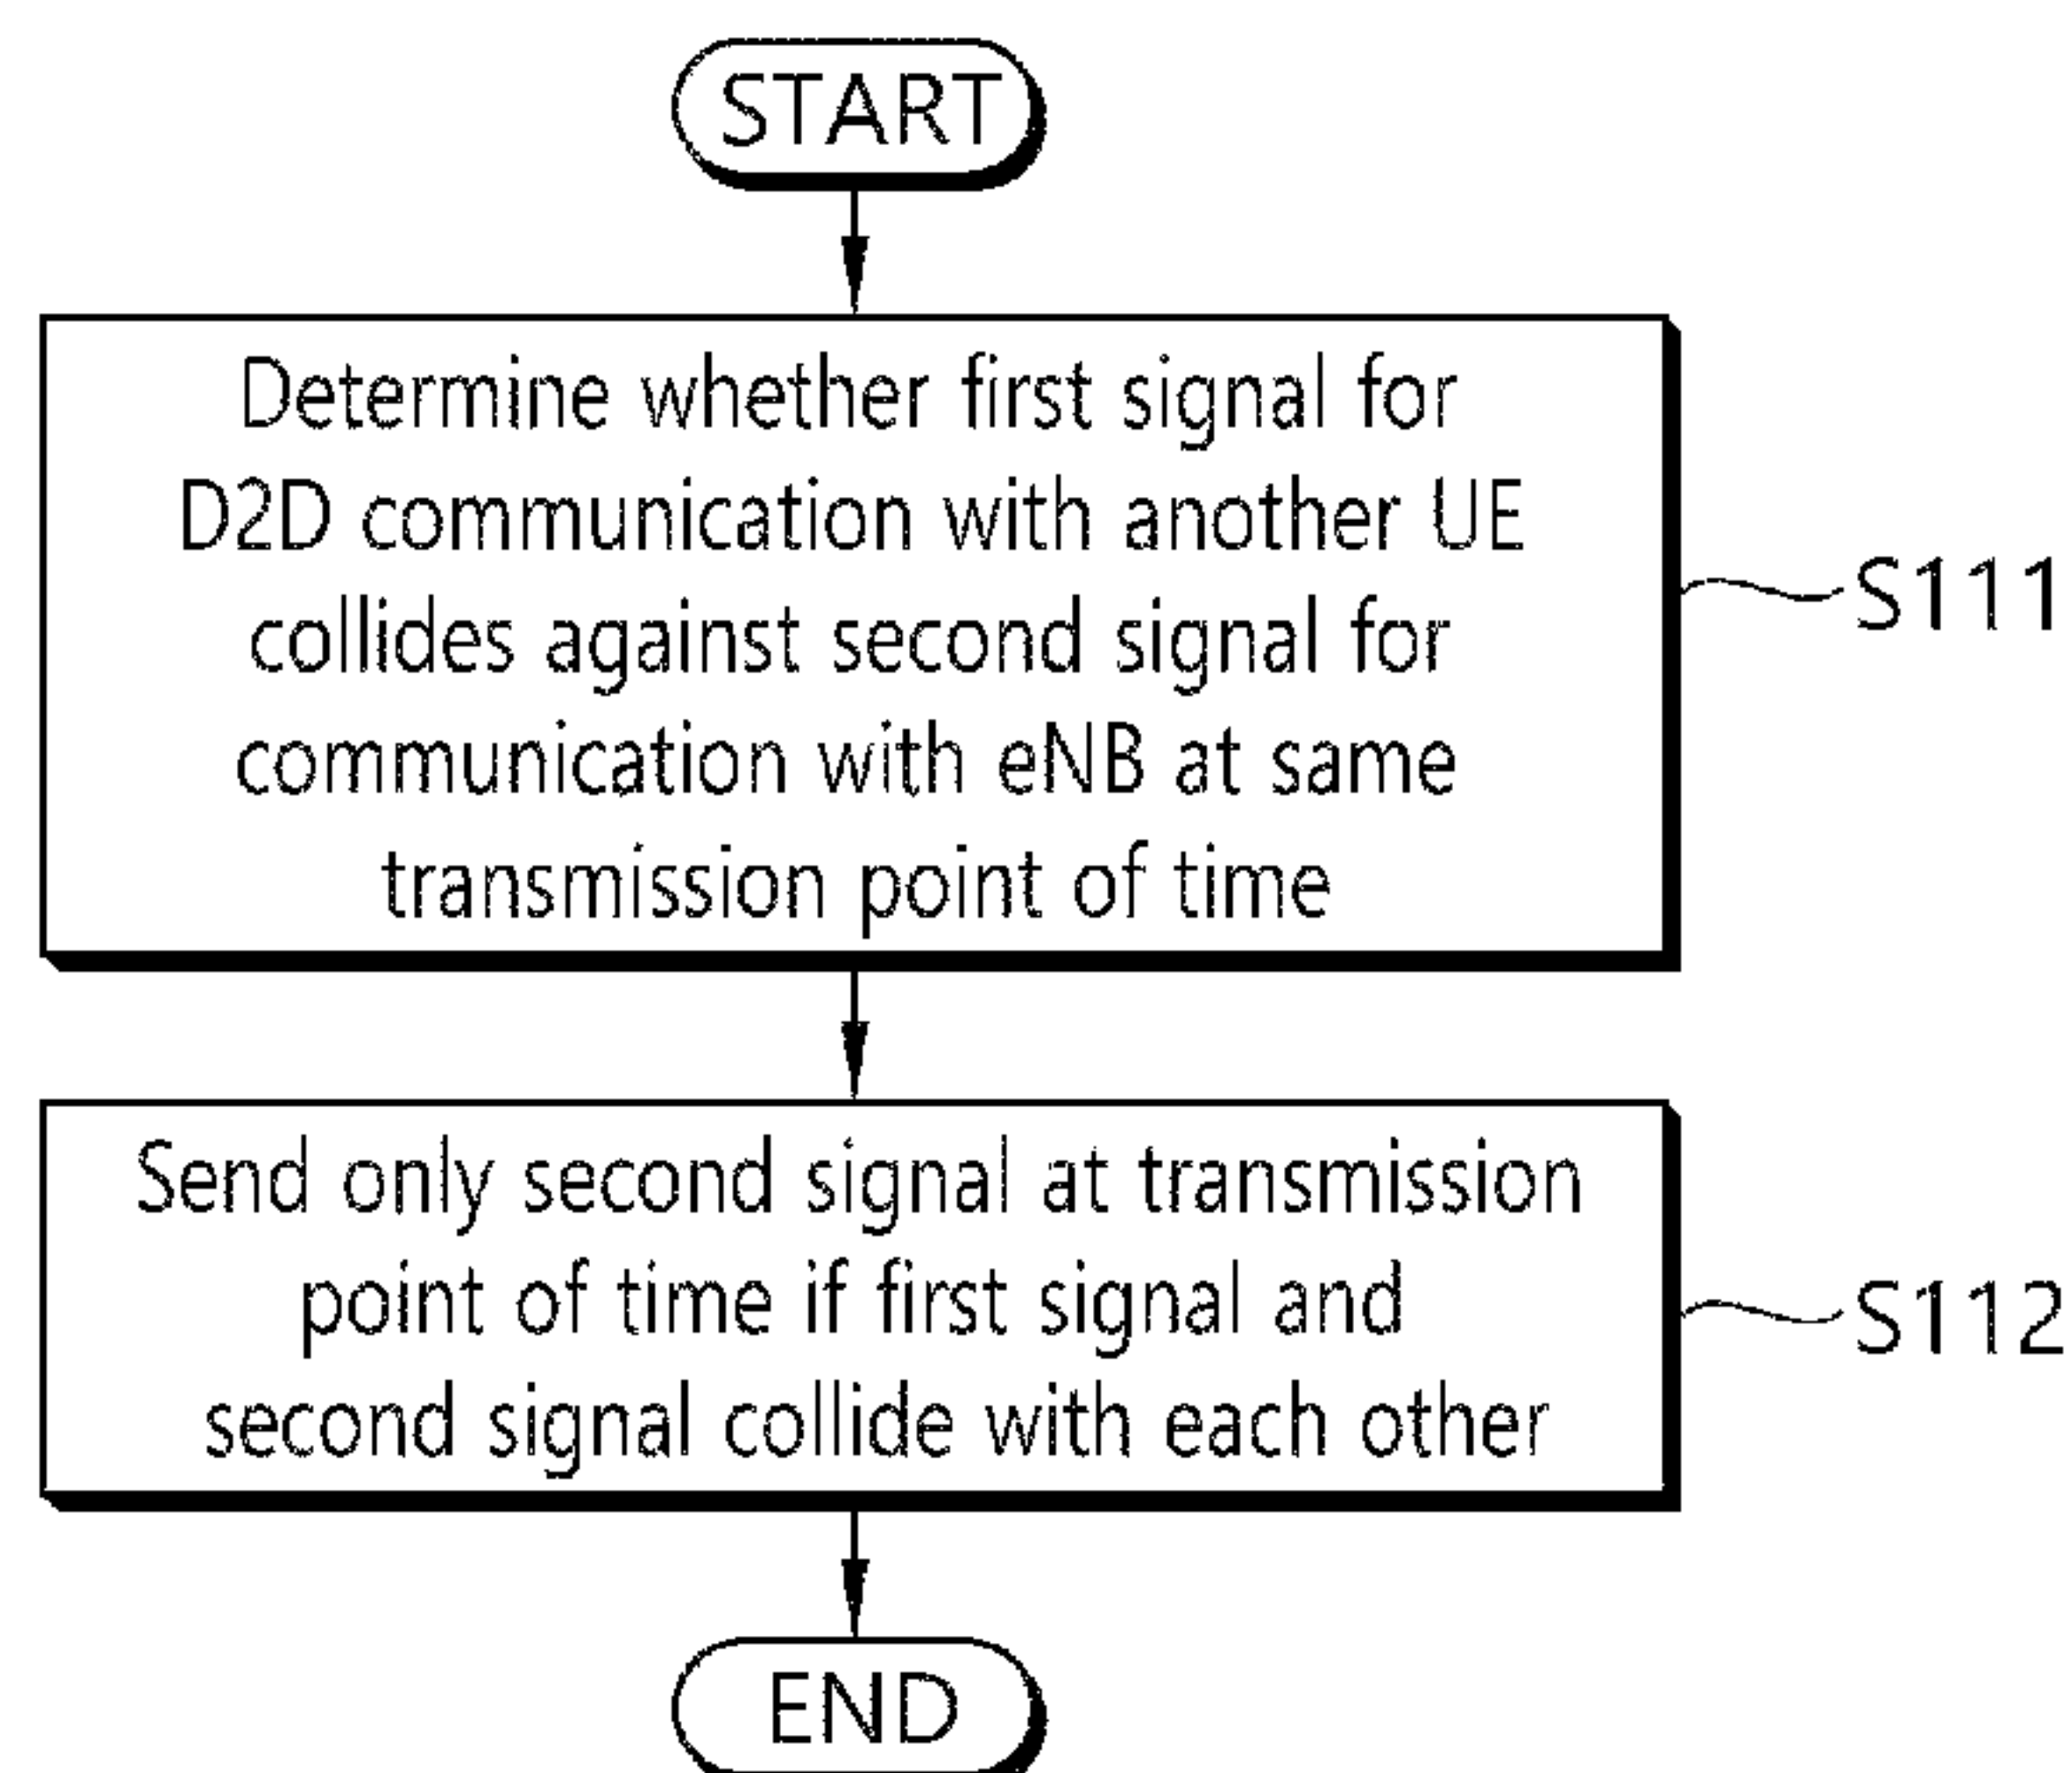 START
Determine whether first signal for
D2D communication with another UE
collides against second signal for
communication with eNB at same
transmission point of time
S111
Send only second signal at transmission
point of time if first signal and
second signal collide with each other
S112
END